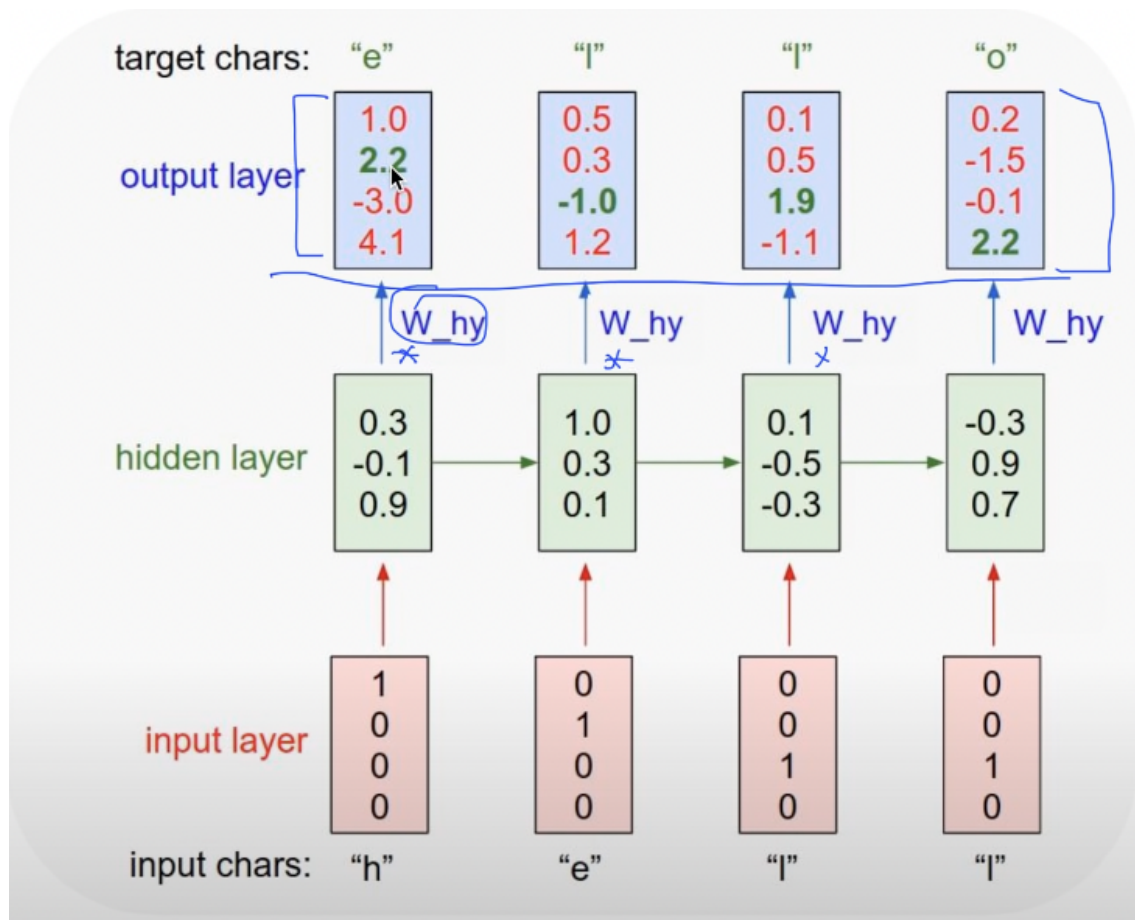 target chars: “e” “l” “l” “o”
1.0 0.5 0.1 0.2
2.2 0.3 0.5 -1.5
output layer
-3.0 -1.0 1.9 -0.1
4.1 1.2 -1.1 2.2
W_hy W_hy W_hy W_hy
0.3 1.0 0.1 -0.3
hidden layer -0.1 0.3 -0.5 0.9
0.9 0.1 -0.3 0.7
1 0 0 0
0 1 0 0
input layer
0 0 1 1
0 0 0 0
input chars: “h” “e” “l” “l”